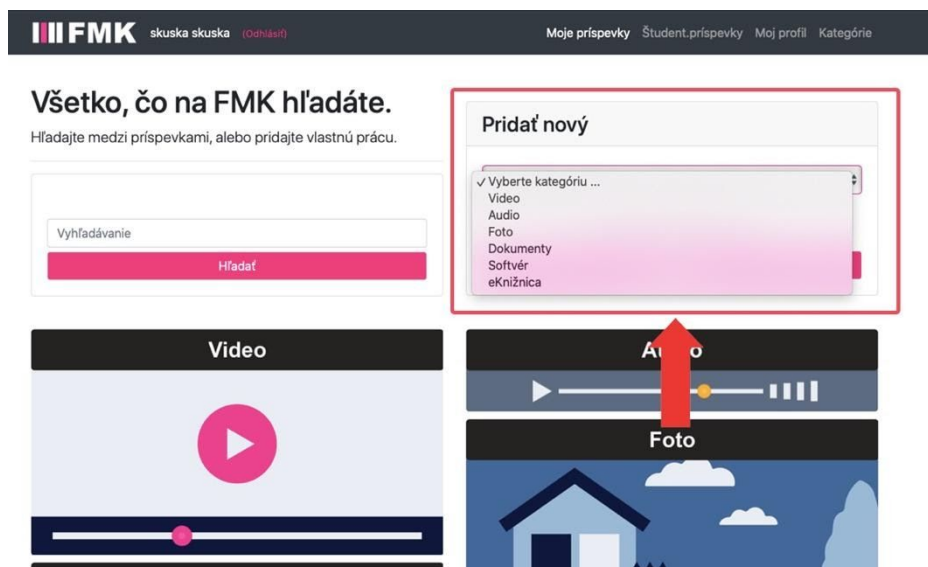 FMK skuska skuska (Odhlásiť) Moje príspevky Študent.príspevky Moj profil Kategórie
Všetko, čo na FMK hľadáte.
Hľadajte medzi príspevkami, alebo pridajte vlastnú prácu.
Vyhľadávanie
Hľadať
Pridať nový
✓ Vyberte kategóriu ...
Video
Audio
Foto
Dokumenty
Softvér
eKnižnica
Video
Foto